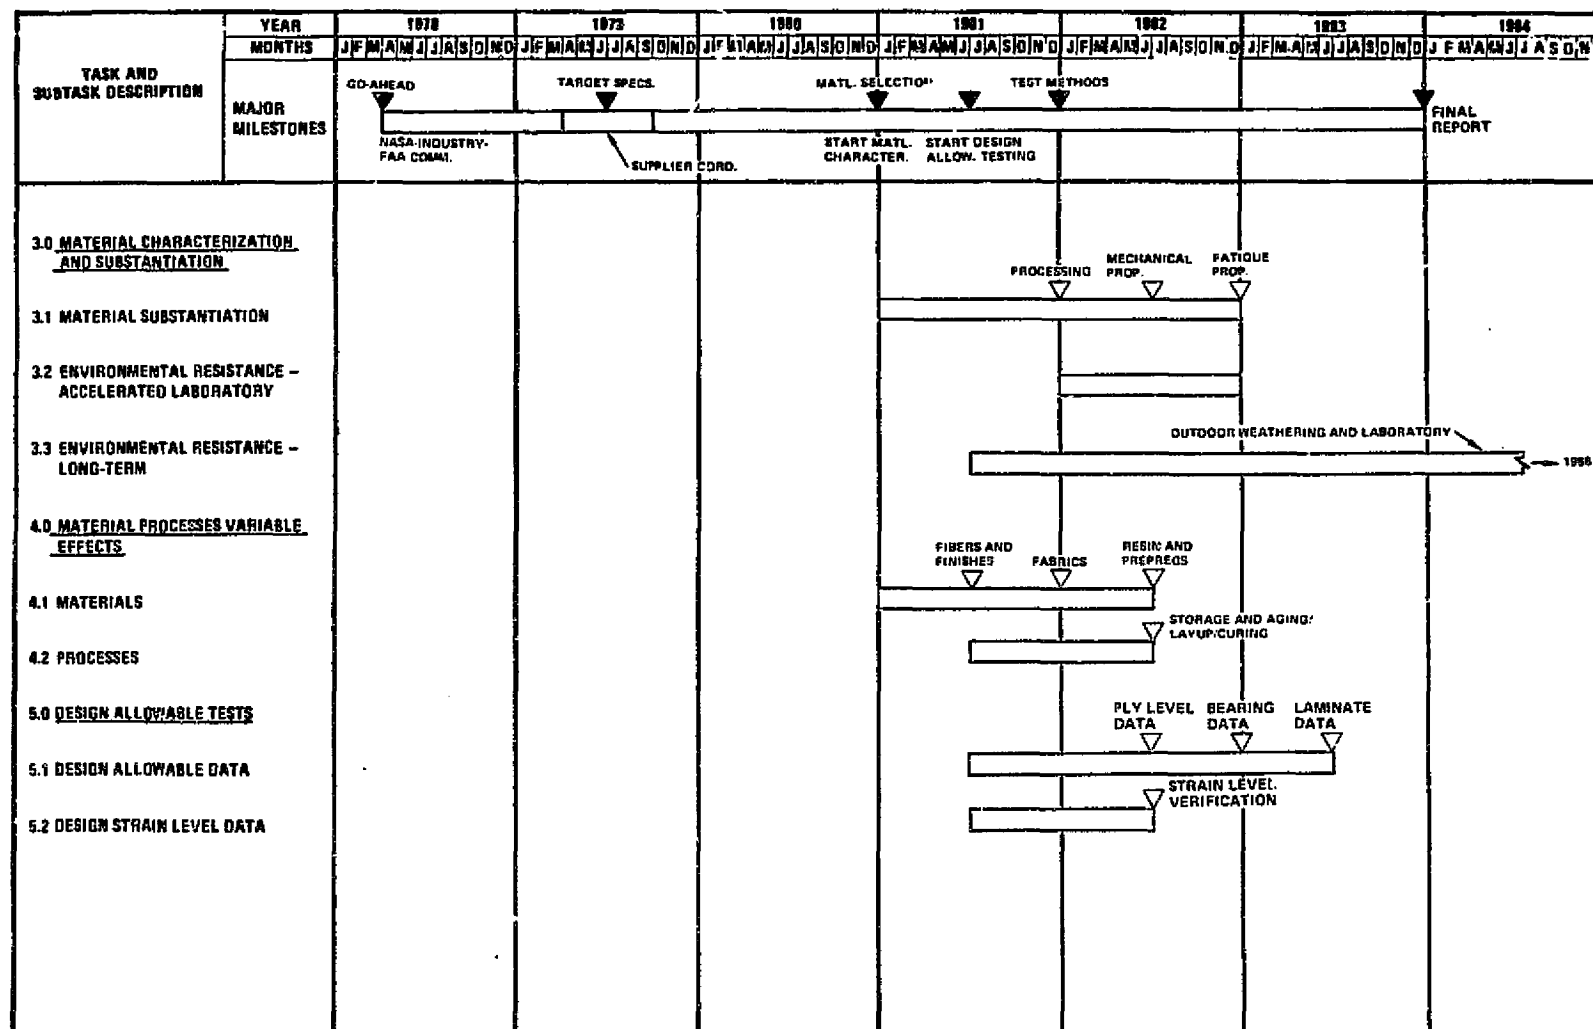 YEAR 1978 1979 1980 1981 1982 1983 1984
MONTHS J F M A M J J A S O N D J F M A M J J A S O N D J F M A M J J A S O N D J F M A M J J A S O N D J F M A M J J A S O N D J F M A M J J A S O N D J F M A M J J A S O N
TASK AND
SUBTASK DESCRIPTION
MAJOR
MILESTONES
GO-AHEAD
TARGET SPECS.
MATL. SELECTION
TEST METHODS
FINAL
REPORT
NASA-INDUSTRY-
FAA COMM.
SUPPLIER CORD.
START MATL.
CHARACTER.
START DESIGN
ALLOW. TESTING
3.0 MATERIAL CHARACTERIZATION
AND SUBSTANTIATION
PROCESSING
MECHANICAL
PROP.
FATIQUE
PROP.
3.1 MATERIAL SUBSTANTIATION
3.2 ENVIRONMENTAL RESISTANCE –
ACCELERATED LABORATORY
OUTDOOR WEATHERING AND LABORATORY
3.3 ENVIRONMENTAL RESISTANCE –
LONG-TERM
4.0 MATERIAL PROCESSES VARIABLE
EFFECTS
FIBERS AND
FINISHES
FABRICS
RESIN AND
PREPREGS
4.1 MATERIALS
STORAGE AND AGING/
LAYUP/CURING
4.2 PROCESSES
5.0 DESIGN ALLOWABLE TESTS
PLY LEVEL
DATA
BEARING
DATA
LAMINATE
DATA
5.1 DESIGN ALLOWABLE DATA
STRAIN LEVEL
VERIFICATION
5.2 DESIGN STRAIN LEVEL DATA